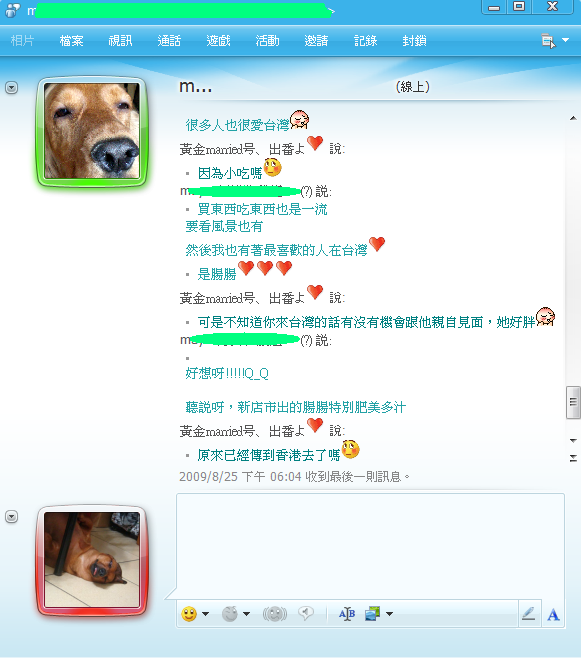 m
相片 檔案 視訊 通話 遊戲 活動 邀請 記錄 封鎖
m... (線上)
很多人也很愛台灣
黃金married号、出番よ 說:
因為小吃嗎
(?) 說:
買東西吃東西也是一流
要看風景也有
然後我也有著最喜歡的人在台灣
是腸腸
黃金married号、出番よ 說:
可是不知道你來台灣的話有沒有機會跟他親自見面，她好胖
(?) 說:
好想呀!!!!!Q_Q
聽說呀，新店市出的腸腸特別肥美多汁
黃金married号、出番よ 說:
原來已經傳到香港去了嗎
2009/8/25 下午 06:04 收到最後一則訊息。